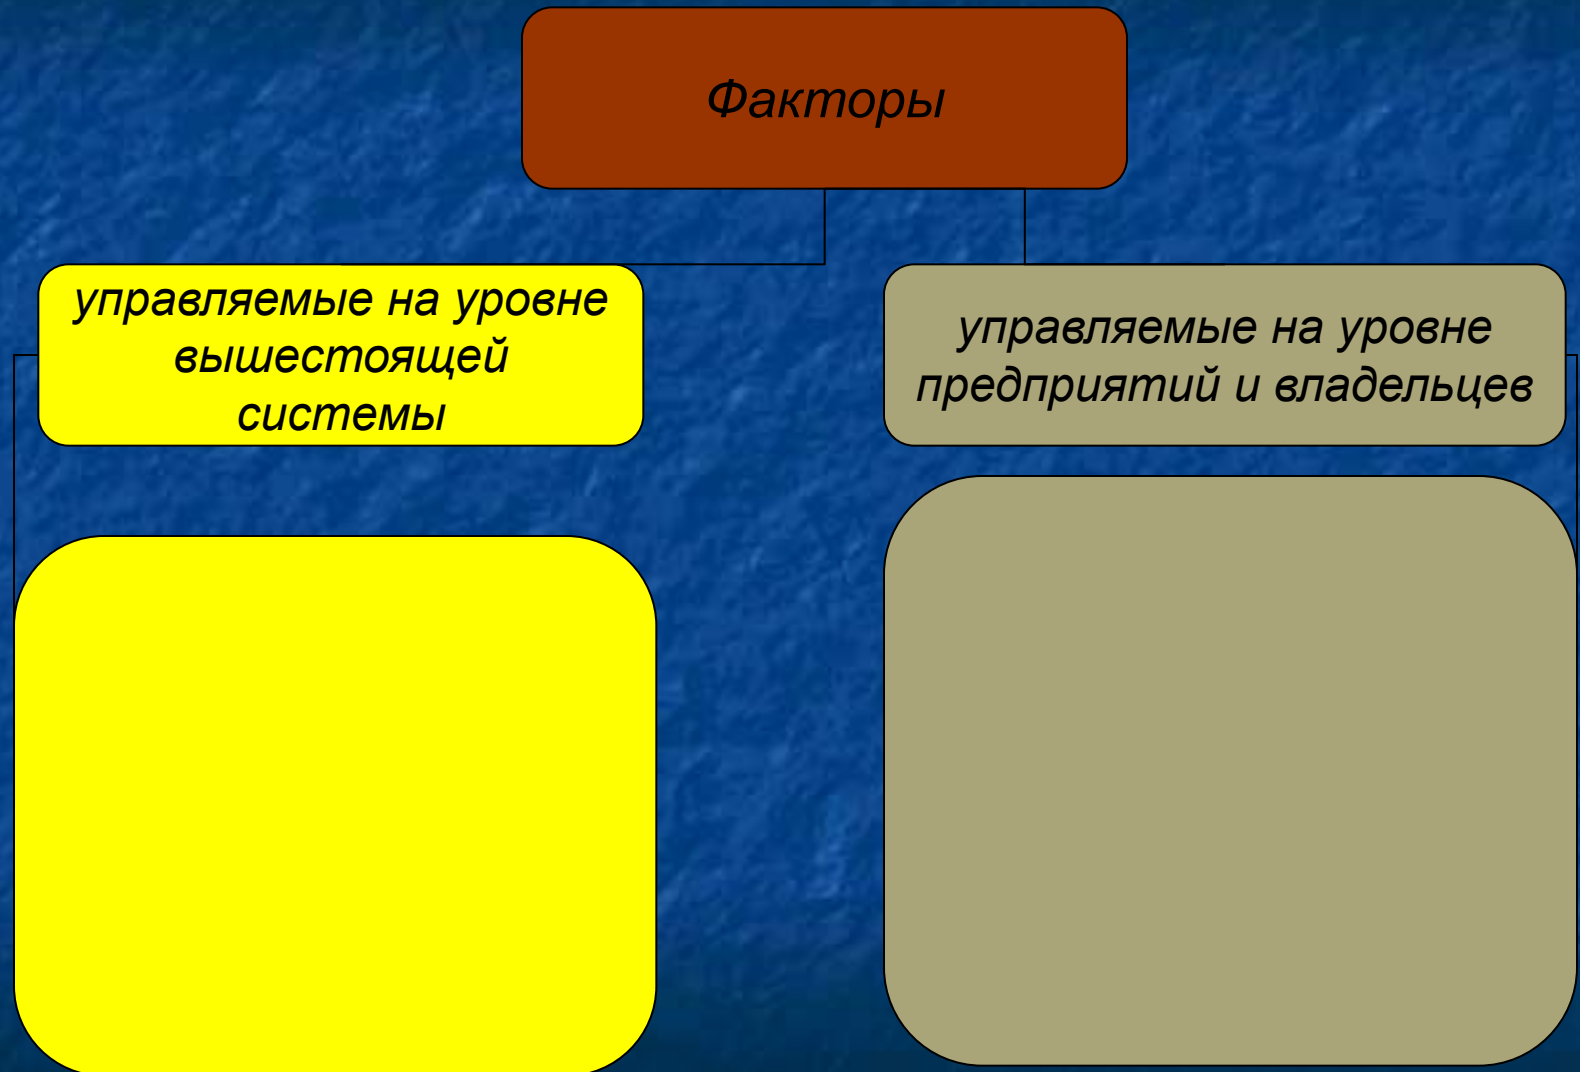 Факторы
управляемые на уровне
вышестоящей
системы
управляемые на уровне
предприятий и владельцев